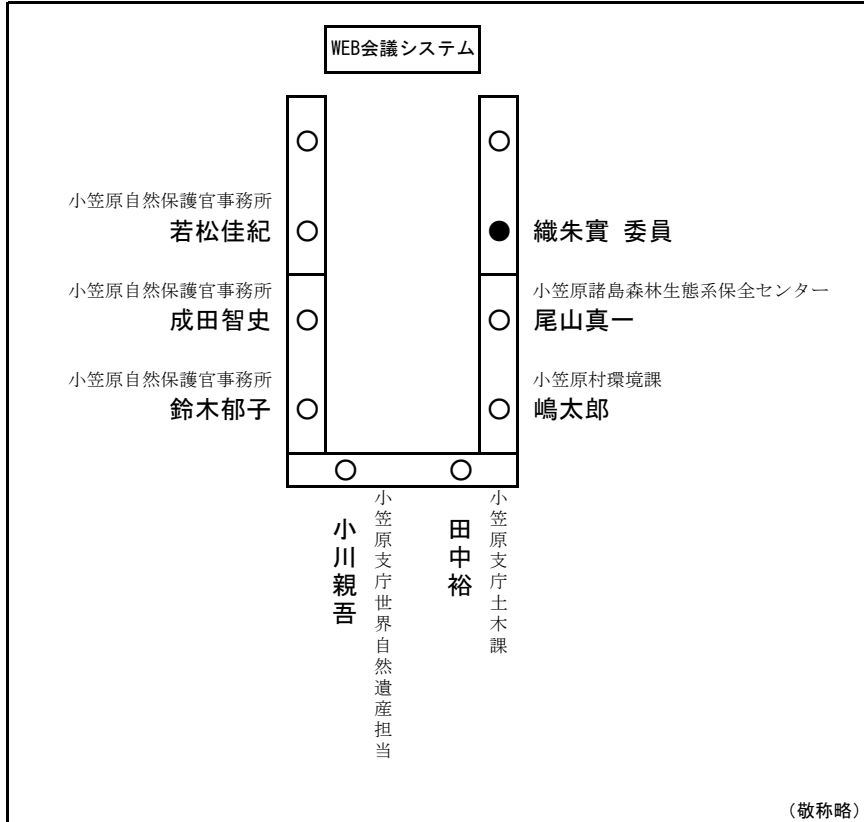 WEB会議システム
小笠原自然保護官事務所
若松佳紀
織朱實 委員
小笠原自然保護官事務所
成田智史
小笠原諸島森林生態系保全センター
尾山真一
小笠原自然保護官事務所
鈴木郁子
小笠原村環境課
嶋太郎
小川親吾
小笠原支庁世界自然遺産担当
田中裕
小笠原支庁土木課
（敬称略）